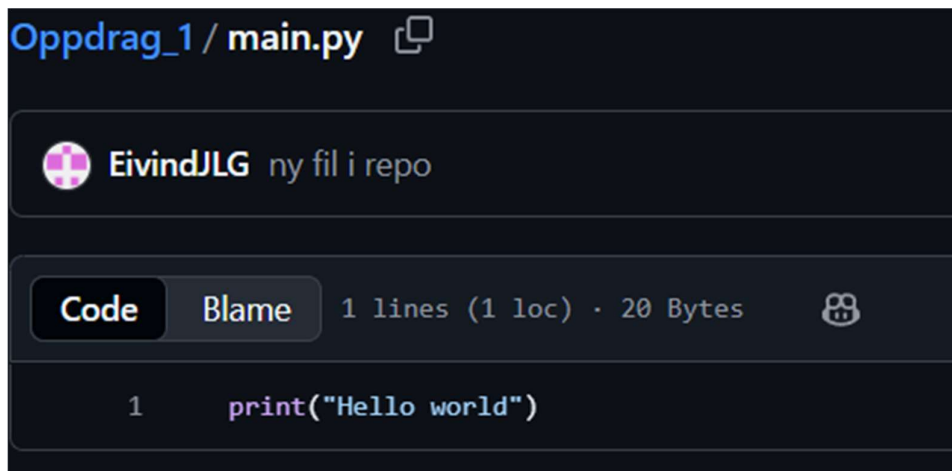 Oppdrag_1 / main.py
EivindJLG ny fil i repo
Code Blame 1 lines (1 loc) · 20 Bytes
1 print("Hello world")